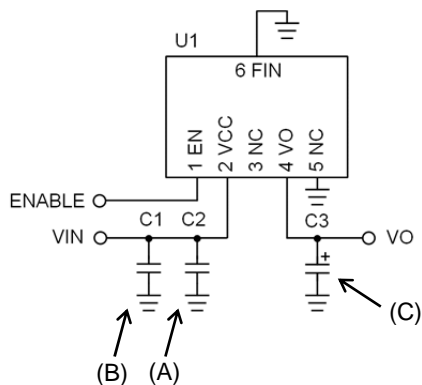 U1
6 FIN
1 EN
2 VCC
3 NC
4 VO
5 NC
ENABLE
C1 C2 C3
VIN VO
+
(B) (A) (C)